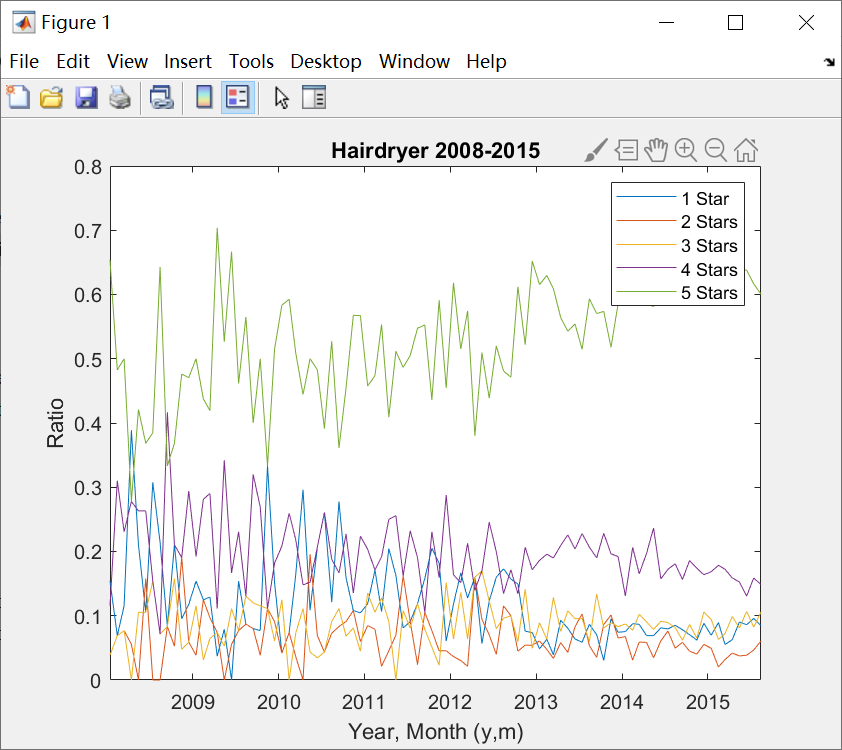 Figure 1
File Edit View Insert Tools Desktop Window Help
Hairdryer 2008-2015
0.8
0.7
0.6
0.5
0.4
0.3
0.2
0.1
0
Ratio
1 Star
2 Stars
3 Stars
4 Stars
5 Stars
2009 2010 2011 2012 2013 2014 2015
Year, Month (y,m)